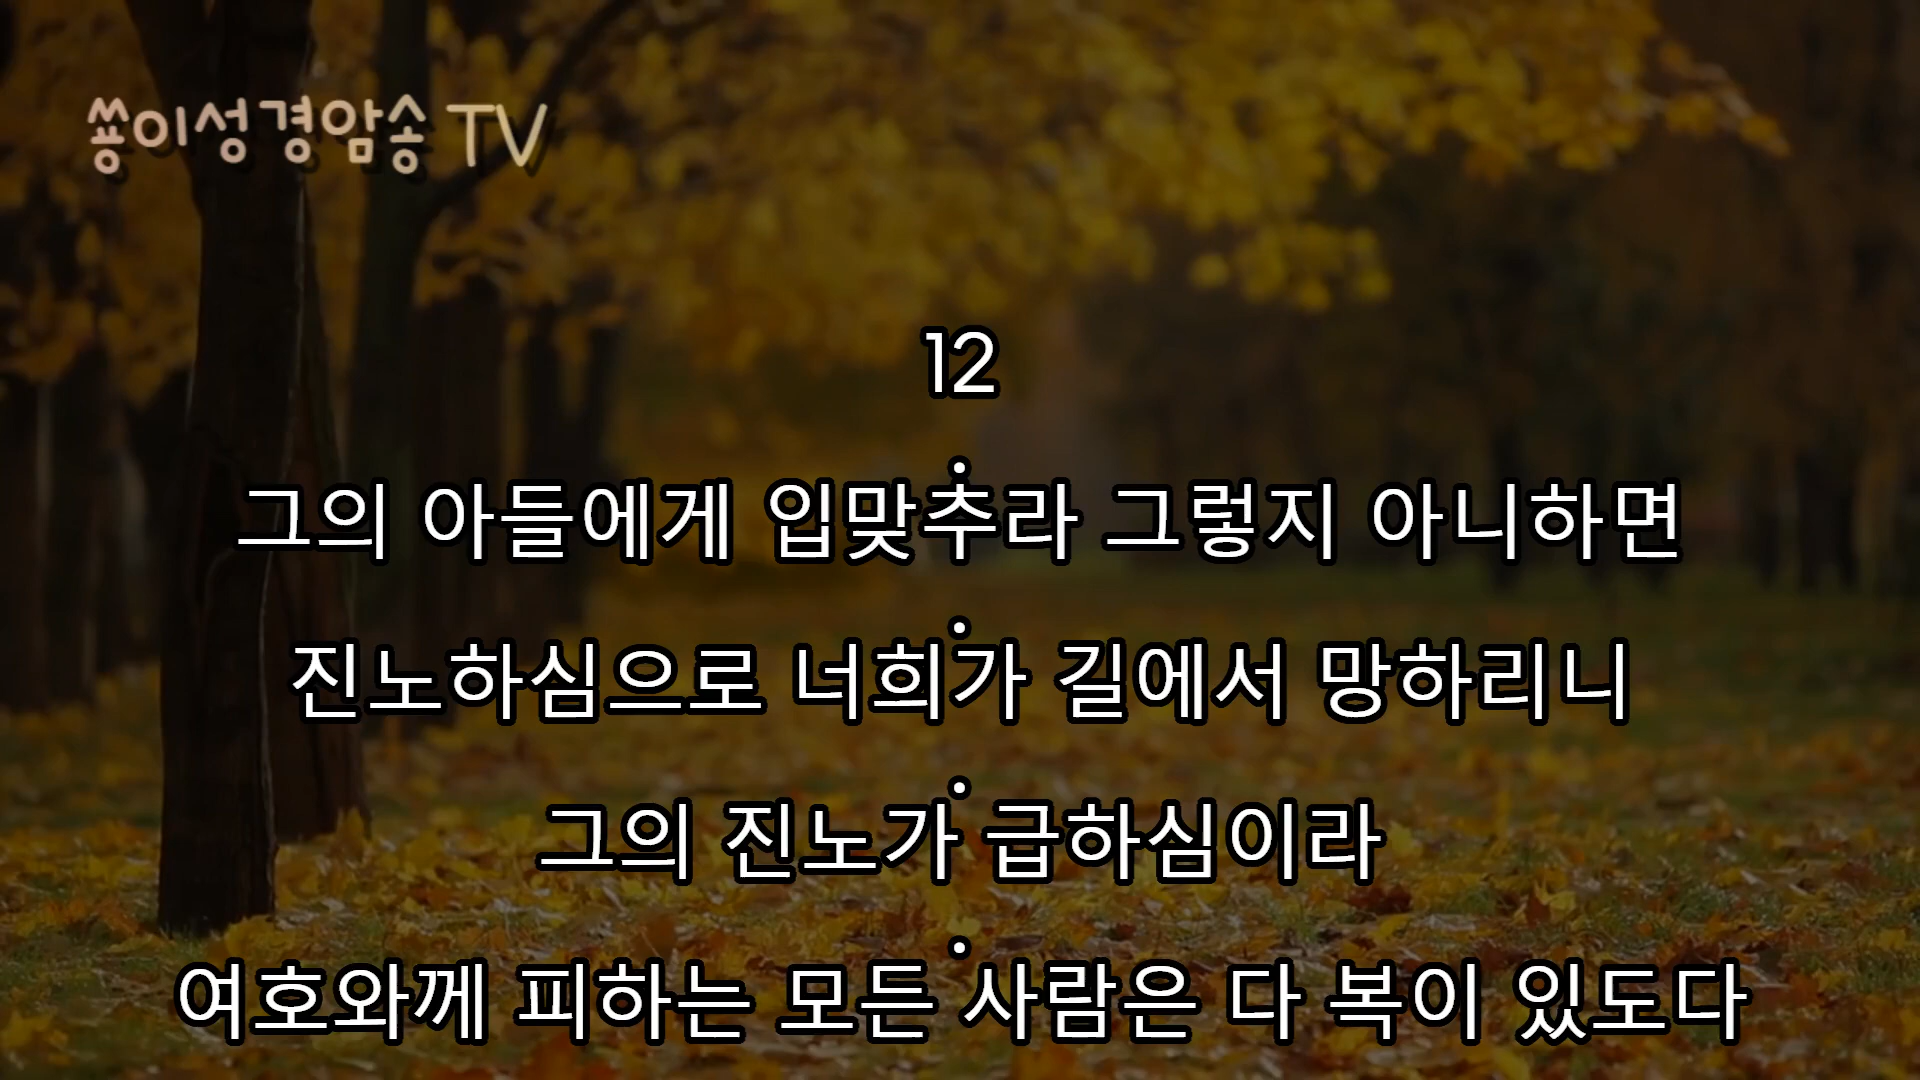 쏭이성경암송 TV
12
그의 아들에게 입맞추라 그렇지 아니하면
진노하심으로 너희가 길에서 망하리니
그의 진노가 급하심이라
여호와께 피하는 모든 사람은 다 복이 있도다